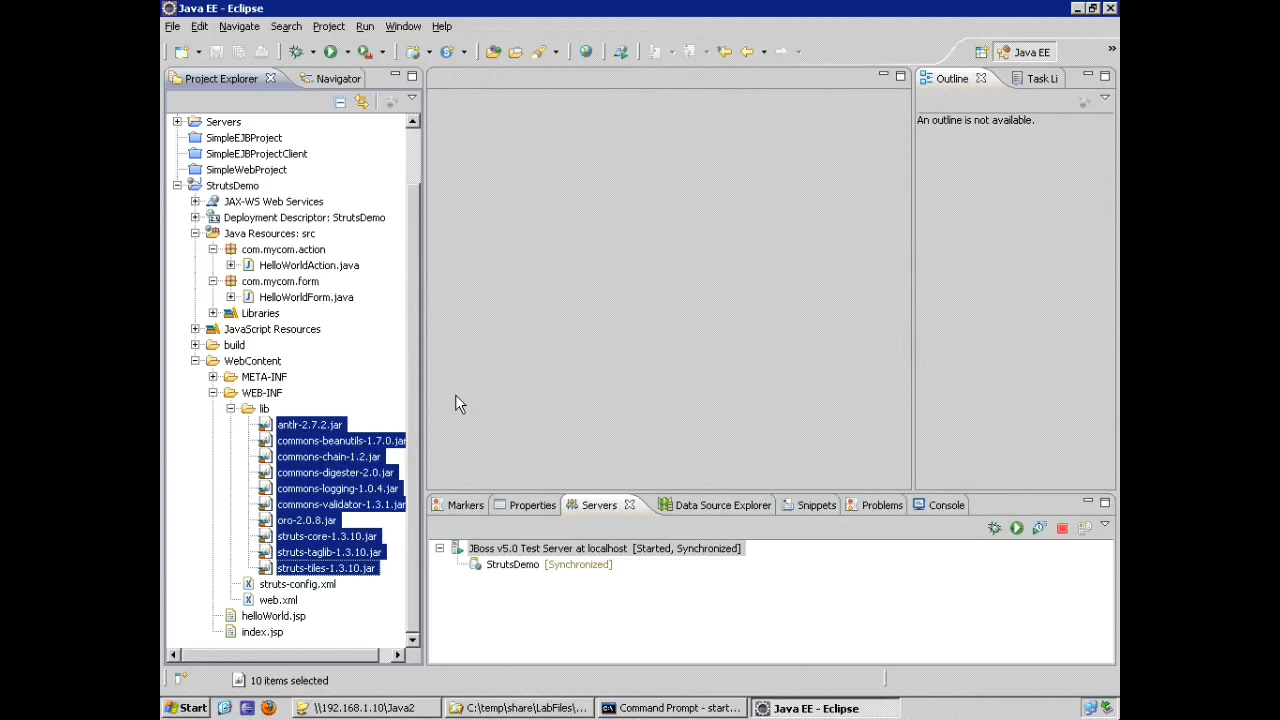 Java EE - Eclipse
File Edit Navigate Search Project Run Window Help
Java EE
Project Explorer Navigator
Servers
SimpleEJBProject
SimpleEJBProjectClient
SimpleWebProject
StrutsDemo
JAX-WS Web Services
Deployment Descriptor: StrutsDemo
Java Resources: src
com.mycom.action
HelloWorldAction.java
com.mycom.form
HelloWorldForm.java
Libraries
JavaScript Resources
build
WebContent
META-INF
WEB-INF
lib
antlr-2.7.2.jar
commons-beanutils-1.7.0.jar
commons-chain-1.2.jar
commons-digester-2.0.jar
commons-logging-1.0.4.jar
commons-validator-1.3.1.jar
oro-2.0.8.jar
struts-core-1.3.10.jar
struts-taglib-1.3.10.jar
struts-tiles-1.3.10.jar
struts-config.xml
web.xml
helloWorld.jsp
index.jsp
Outline Task Li
An outline is not available.
Markers Properties Servers Data Source Explorer Snippets Problems Console
JBoss v5.0 Test Server at localhost [Started, Synchronized]
StrutsDemo [Synchronized]
10 items selected
Start \\192.168.1.10\Java2 C:\temp\share\LabFiles\... Command Prompt - start... Java EE - Eclipse